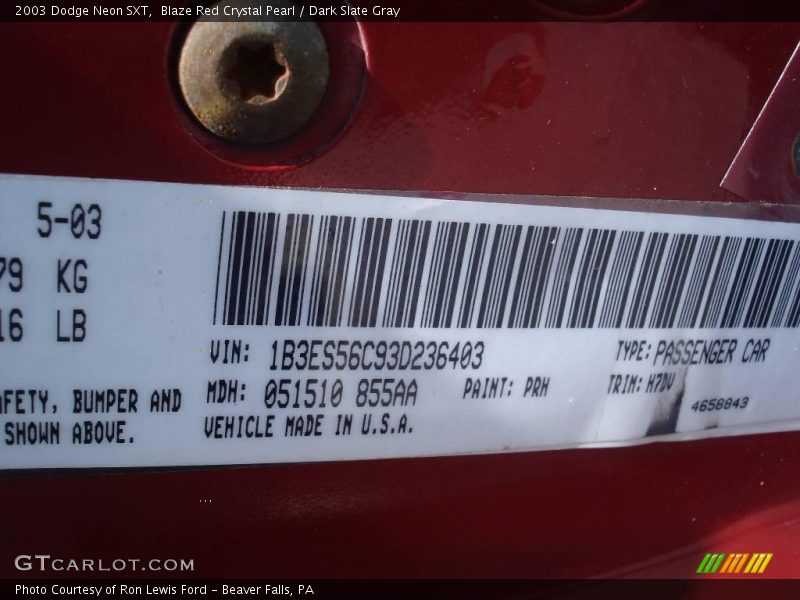 2003 Dodge Neon SXT,  Blaze Red Crystal Pearl / Dark Slate Gray
5-03
79 KG
16 LB
AFETY, BUMPER AND
SHOWN ABOVE.
VIN: 1B3ES56C93D236403
TYPE: PASSENGER CAR
MDH: 051510 855AA
PAINT: PRH
TRIM: H7DV
4658843
VEHICLE MADE IN U.S.A.
GTCARLOT.COM
Photo Courtesy of Ron Lewis Ford - Beaver Falls, PA